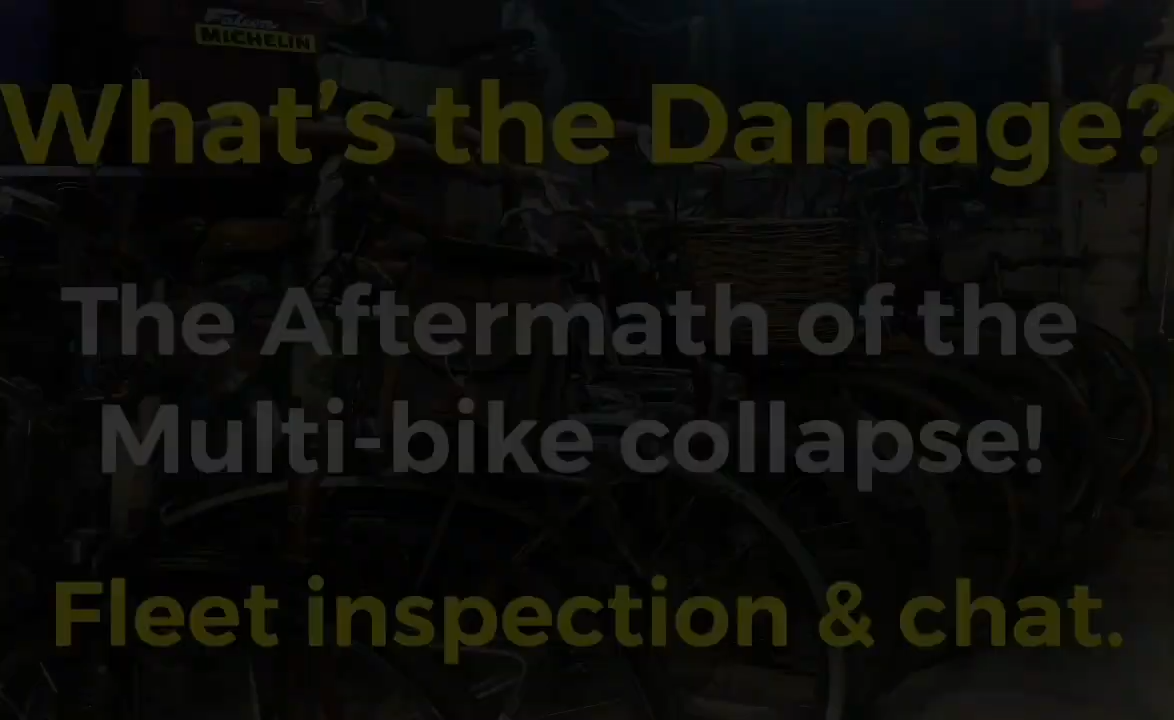 Falcon
MICHELIN
What's the Damage?
The Aftermath of the
Multi-bike collapse!
Fleet inspection & chat.